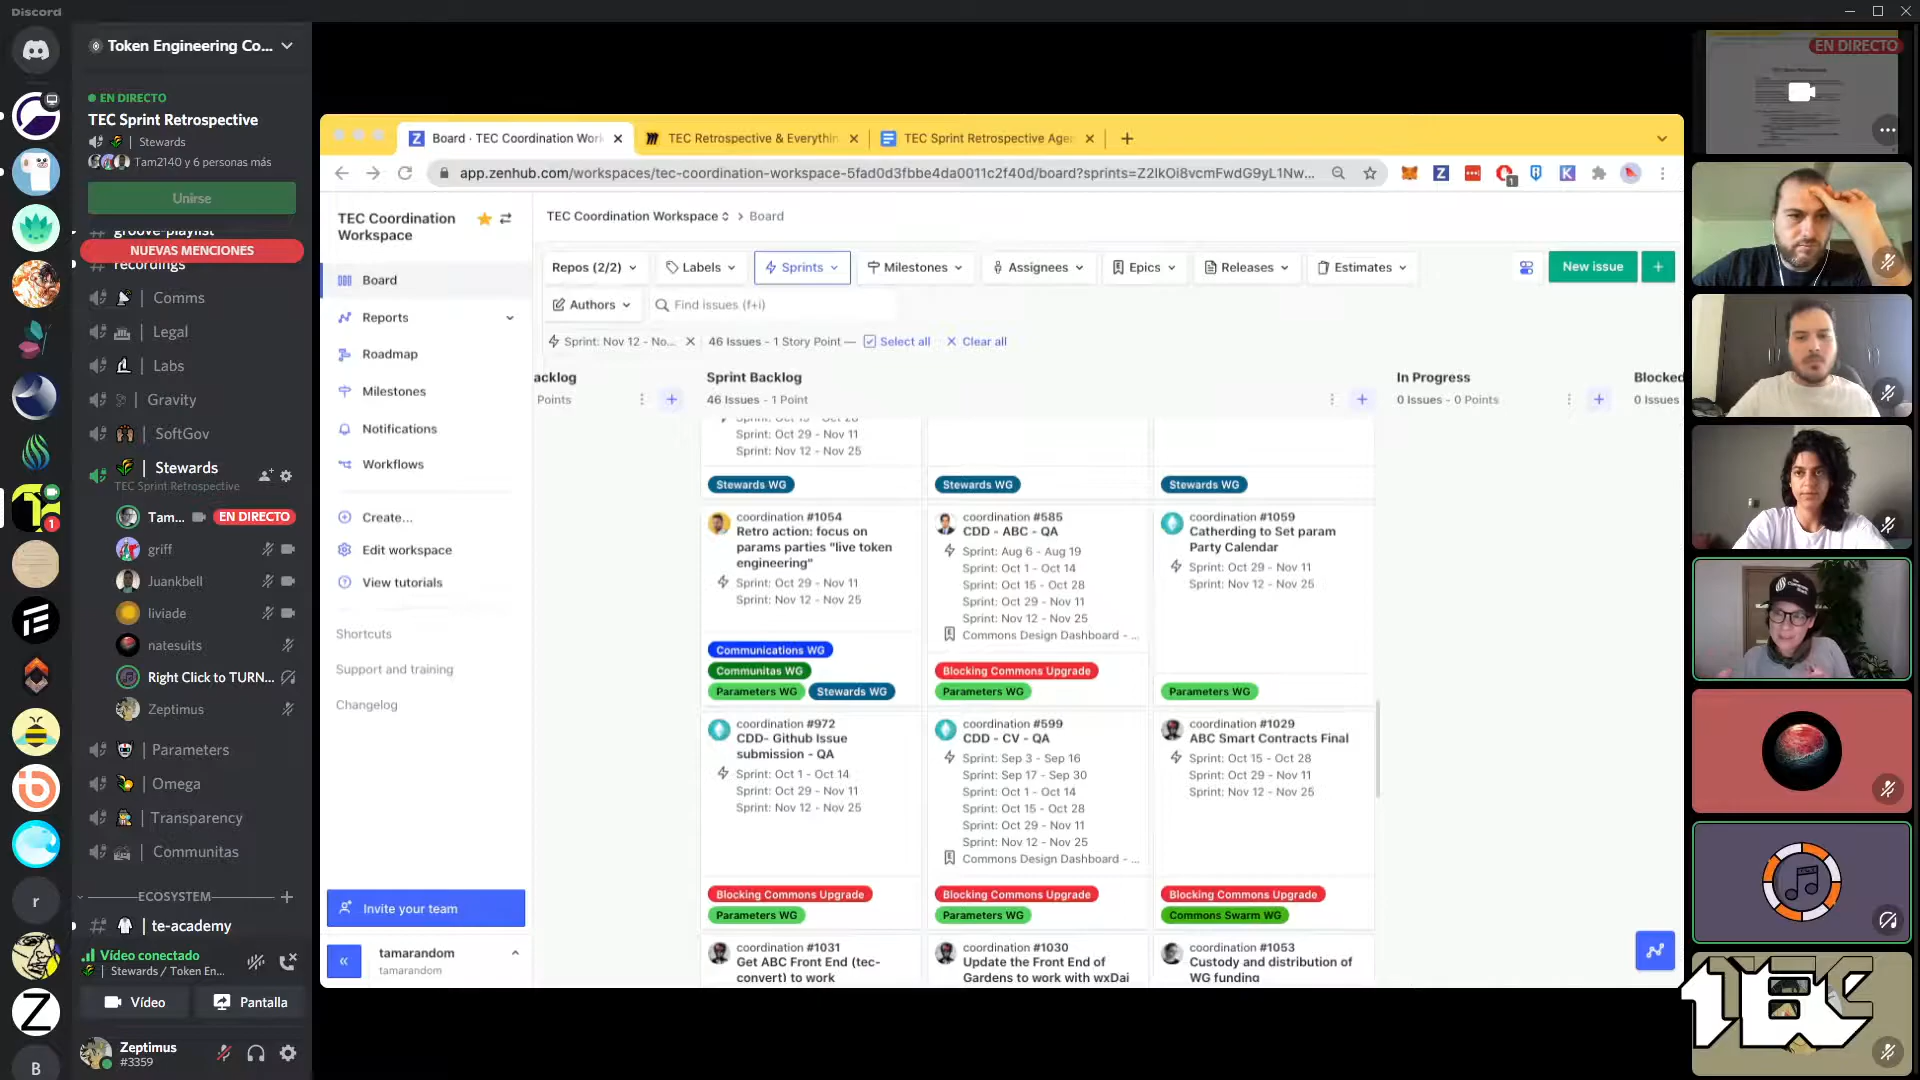 Discord
Token Engineering Co...
EN DIRECTO
TEC Sprint Retrospective
Stewards
Tam2140 y 6 personas más
Unirse
groove-playlist
NUEVAS MENCIONES
recordings
Comms
Legal
Labs
Gravity
SoftGov
Stewards
TEC Sprint Retrospective
Tam... EN DIRECTO
griff
Juankbell
liviade
natesuits
Right Click to TURN...
Zeptimus
Parameters
Omega
Transparency
Communitas
ECOSYSTEM
te-academy
Vídeo conectado
Stewards / Token En...
Vídeo Pantalla
Zeptimus
#3359
r
B
1
Board · TEC Coordination Work
TEC Retrospective & Everythin
TEC Sprint Retrospective Age
app.zenhub.com/workspaces/tec-coordination-workspace-5fad0d3fbbe4da0011c2f40d/board?sprints=Z2lkOi8vcmFwdG9yL1Nw...
TEC Coordination
Workspace
Board
Reports
Roadmap
Milestones
Notifications
Workflows
Create...
Edit workspace
View tutorials
Shortcuts
Support and training
Changelog
Invite your team
tamarandom
tamarandom
TEC Coordination Workspace > Board
Repos (2/2) Labels Sprints Milestones Assignees Epics Releases Estimates New issue +
Authors Find issues (f+i)
Sprint: Nov 12 - No... 46 Issues - 1 Story Point — Select all Clear all
acklog
Points
Sprint Backlog
46 Issues - 1 Point
In Progress
0 Issues - 0 Points
Blocked
0 Issues
Sprint: Oct 15 - Oct 28
Sprint: Oct 29 - Nov 11
Sprint: Nov 12 - Nov 25
Stewards WG
Stewards WG
Stewards WG
coordination #1054
Retro action: focus on
params parties "live token
engineering"
Sprint: Oct 29 - Nov 11
Sprint: Nov 12 - Nov 25
Communications WG
Communitas WG
Parameters WG Stewards WG
coordination #585
CDD - ABC - QA
Sprint: Aug 6 - Aug 19
Sprint: Oct 1 - Oct 14
Sprint: Oct 15 - Oct 28
Sprint: Oct 29 - Nov 11
Sprint: Nov 12 - Nov 25
Commons Design Dashboard - ...
Blocking Commons Upgrade
Parameters WG
coordination #1059
Catherding to Set param
Party Calendar
Sprint: Oct 29 - Nov 11
Sprint: Nov 12 - Nov 25
Parameters WG
coordination #972
CDD- Github Issue
submission - QA
Sprint: Oct 1 - Oct 14
Sprint: Oct 29 - Nov 11
Sprint: Nov 12 - Nov 25
Blocking Commons Upgrade
Parameters WG
coordination #599
CDD - CV - QA
Sprint: Sep 3 - Sep 16
Sprint: Sep 17 - Sep 30
Sprint: Oct 1 - Oct 14
Sprint: Oct 15 - Oct 28
Sprint: Oct 29 - Nov 11
Sprint: Nov 12 - Nov 25
Commons Design Dashboard - ...
Blocking Commons Upgrade
Parameters WG
coordination #1029
ABC Smart Contracts Final
Sprint: Oct 15 - Oct 28
Sprint: Oct 29 - Nov 11
Sprint: Nov 12 - Nov 25
Blocking Commons Upgrade
Commons Swarm WG
coordination #1031
Get ABC Front End (tec-
convert) to work
coordination #1030
Update the Front End of
Gardens to work with wxDai
coordination #1053
Custody and distribution of
WG funding
EN DIRECTO
TEC